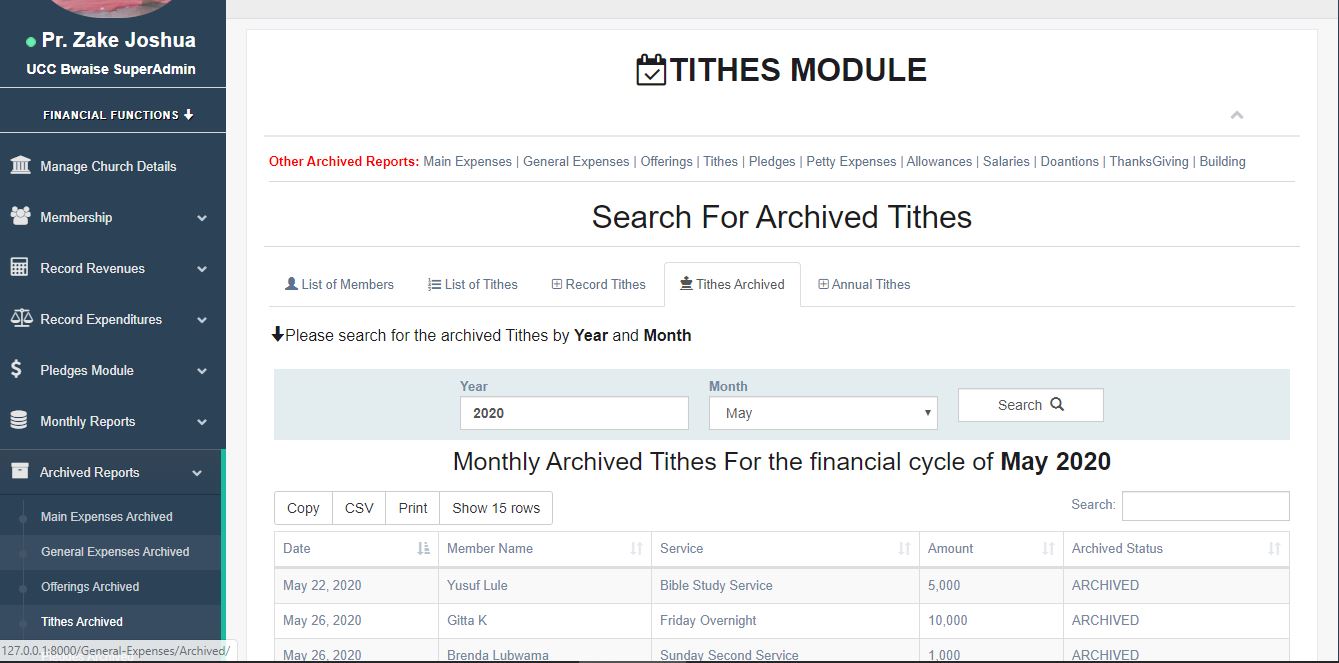 Pr. Zake Joshua
UCC Bwaise SuperAdmin
FINANCIAL FUNCTIONS
Manage Church Details
Membership
Record Revenues
Record Expenditures
Pledges Module
Monthly Reports
Archived Reports
Main Expenses Archived
General Expenses Archived
Offerings Archived
Tithes Archived
127.0.0.1:8000/General-Expenses/Archived/
TITHES MODULE
Other Archived Reports: Main Expenses | General Expenses | Offerings | Tithes | Pledges | Petty Expenses | Allowances | Salaries | Doantions | ThanksGiving | Building
Search For Archived Tithes
List of Members List of Tithes Record Tithes Tithes Archived Annual Tithes
Please search for the archived Tithes by Year and Month
Year Month
2020 May Search
Monthly Archived Tithes For the financial cycle of May 2020
Copy CSV Print Show 15 rows Search:
Date Member Name Service Amount Archived Status
May 22, 2020 Yusuf Lule Bible Study Service 5,000 ARCHIVED
May 26, 2020 Gitta K Friday Overnight 10,000 ARCHIVED
May 26, 2020 Brenda Lubwama Sunday Second Service 1,000 ARCHIVED